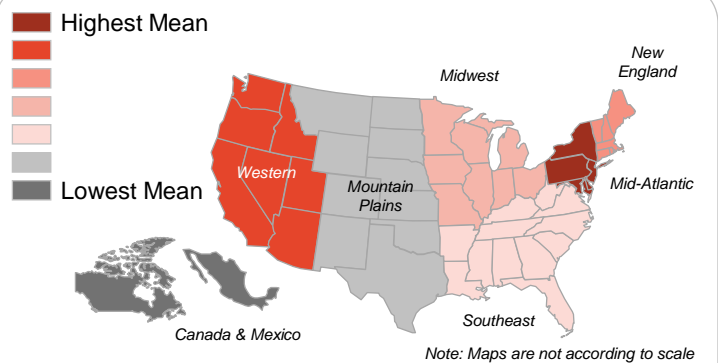 Highest Mean
New
England
Midwest
Western
Mountain
Plains
Mid-Atlantic
Lowest Mean
Southeast
Canada & Mexico
Note: Maps are not according to scale